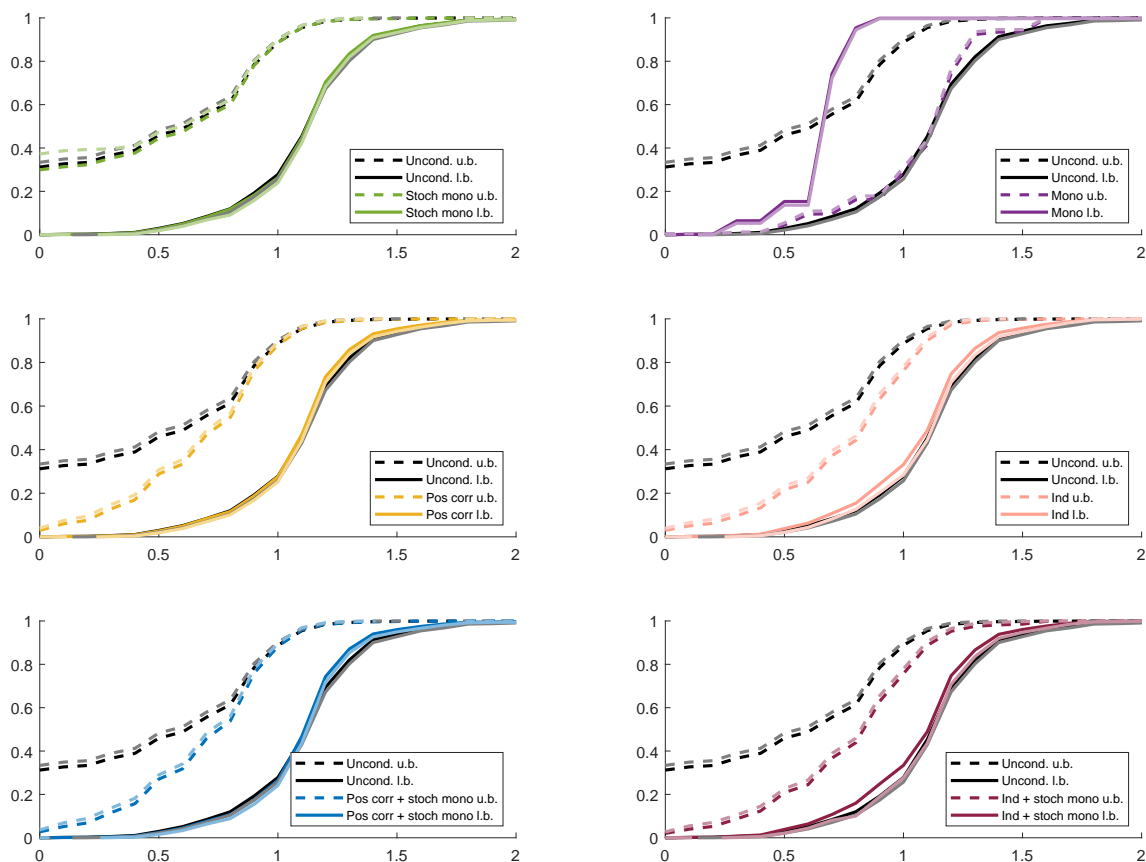 1
0.8
0.6
0.4
0.2
0
0 0.5 1 1.5 2
Uncond. u.b.
Uncond. l.b.
Stoch mono u.b.
Stoch mono l.b.
1
0.8
0.6
0.4
0.2
0
0 0.5 1 1.5 2
Uncond. u.b.
Uncond. l.b.
Mono u.b.
Mono l.b.
1
0.8
0.6
0.4
0.2
0
0 0.5 1 1.5 2
Uncond. u.b.
Uncond. l.b.
Pos corr u.b.
Pos corr l.b.
1
0.8
0.6
0.4
0.2
0
0 0.5 1 1.5 2
Uncond. u.b.
Uncond. l.b.
Ind u.b.
Ind l.b.
1
0.8
0.6
0.4
0.2
0
0 0.5 1 1.5 2
Uncond. u.b.
Uncond. l.b.
Pos corr + stoch mono u.b.
Pos corr + stoch mono l.b.
1
0.8
0.6
0.4
0.2
0
0 0.5 1 1.5 2
Uncond. u.b.
Uncond. l.b.
Ind + stoch mono u.b.
Ind + stoch mono l.b.